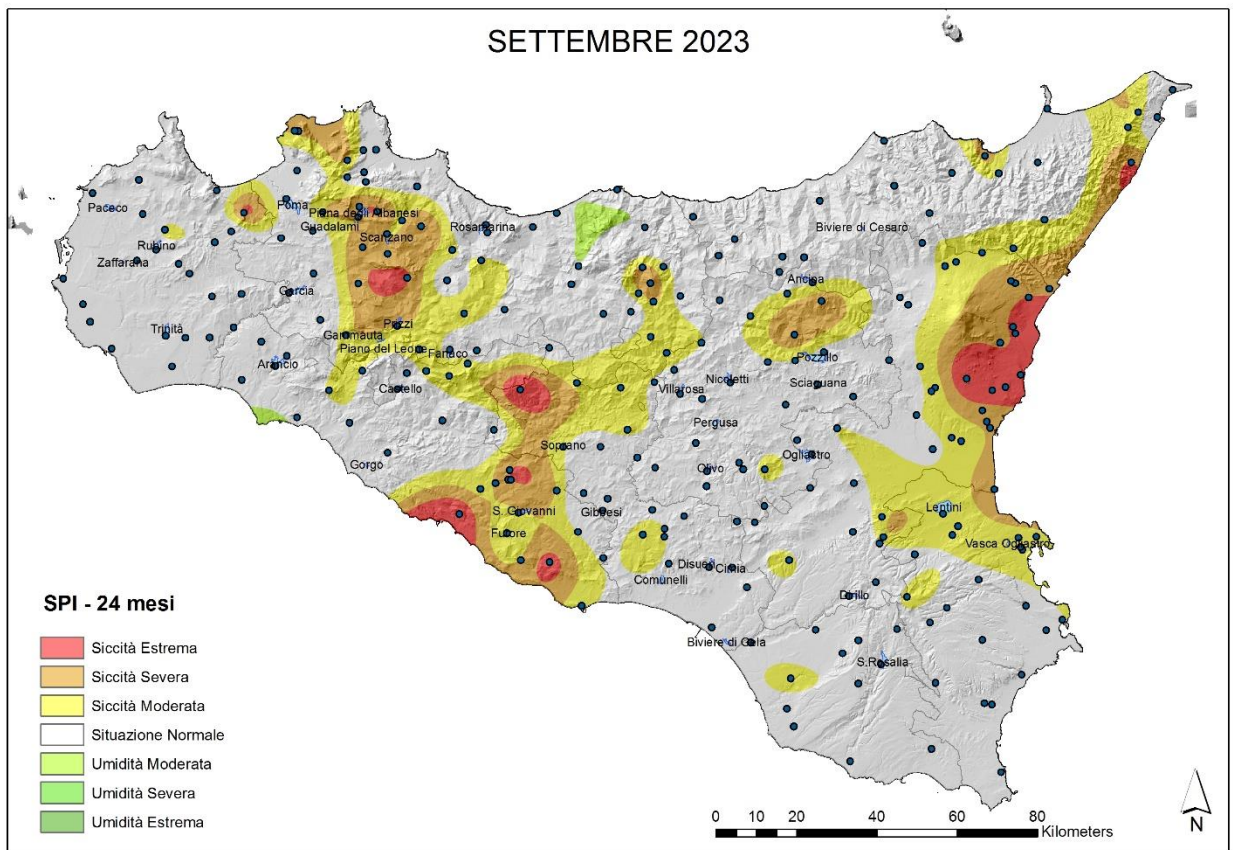 SETTEMBRE 2023
Paceco
Poma
Piana degli Albanesi
Guadalami
Scanzano
Rosamarina
Rubino
Zaffarana
Biviere di Cesarò
Garcia
Ancipa
Trinità
Prizzi
Gammauta
Piano del Leone
Fanaco
Arancio
Castello
Pozzillo
Nicoletti
Sciaguana
Villarosa
Pergusa
Soprano
Ogliastro
Gorgo
Olivo
S. Giovanni
Gibbesi
Lentini
Furore
Vasca Ogliastro
Disueri
Cimia
Comunelli
Dirillo
Biviere di Gela
S.Rosalia
SPI - 24 mesi
Siccità Estrema
Siccità Severa
Siccità Moderata
Situazione Normale
Umidità Moderata
Umidità Severa
Umidità Estrema
0 10 20 40 60 80
Kilometers
N